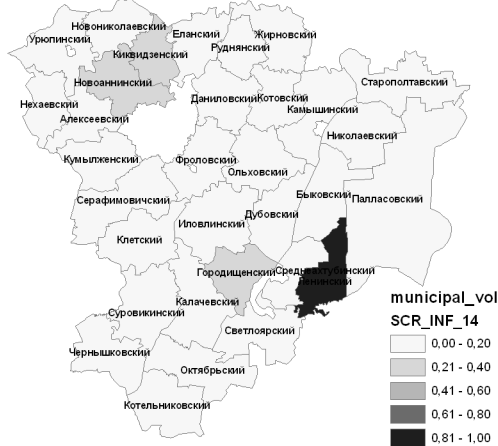 Новониколаевский
Урюпинский
Еланский
Жирновский
Руднянский
Киквидзенский
Новоаннинский
Старополтавский
Нехаевский
Даниловский
Котовский
Камышинский
Алексеевский
Николаевский
Кумылженский
Фроловский
Ольховский
Серафимовичский
Быковский
Палласовский
Дубовский
Иловлинский
Клетский
Городищенский
Среднеахтубинский
Ленинский
Калачевский
Суровикинский
Светлоярский
Чернышковский
Октябрьский
Котельниковский
municipal_vol
SCR_INF_14
0,00 - 0,20
0,21 - 0,40
0,41 - 0,60
0,61 - 0,80
0,81 - 1,00